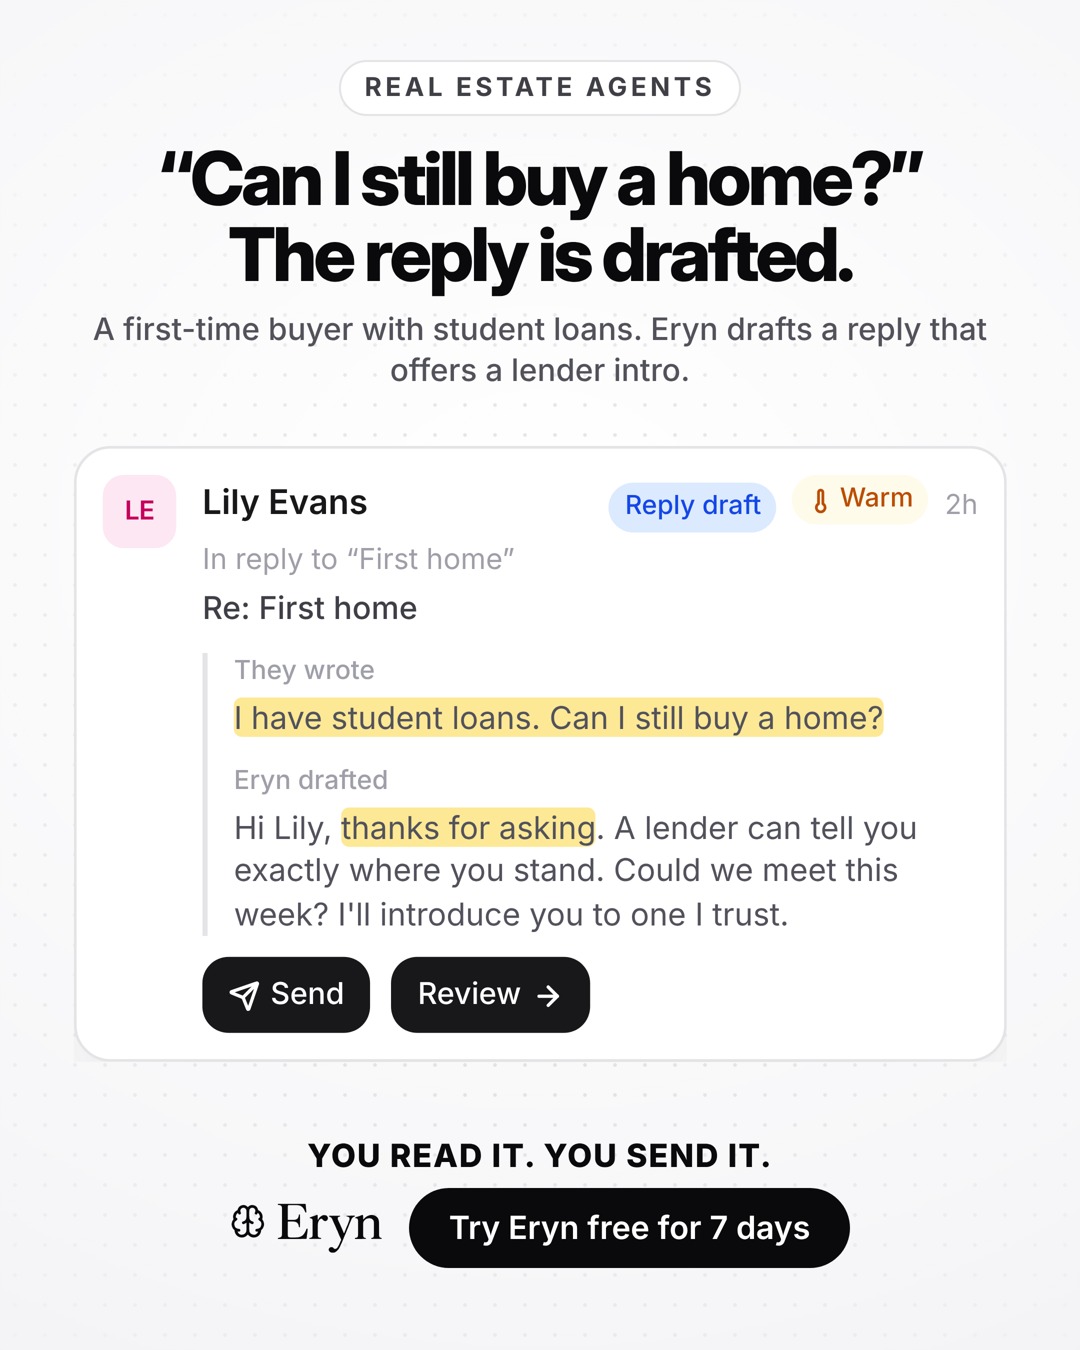 REAL ESTATE AGENTS
“Can I still buy a home?”
The reply is drafted.
A first-time buyer with student loans. Eryn drafts a reply that
offers a lender intro.
LE
Lily Evans
Reply draft
Warm
2h
In reply to “First home”
Re: First home
They wrote
I have student loans. Can I still buy a home?
Eryn drafted
Hi Lily, thanks for asking. A lender can tell you
exactly where you stand. Could we meet this
week? I'll introduce you to one I trust.
Send
Review →
YOU READ IT. YOU SEND IT.
Eryn
Try Eryn free for 7 days